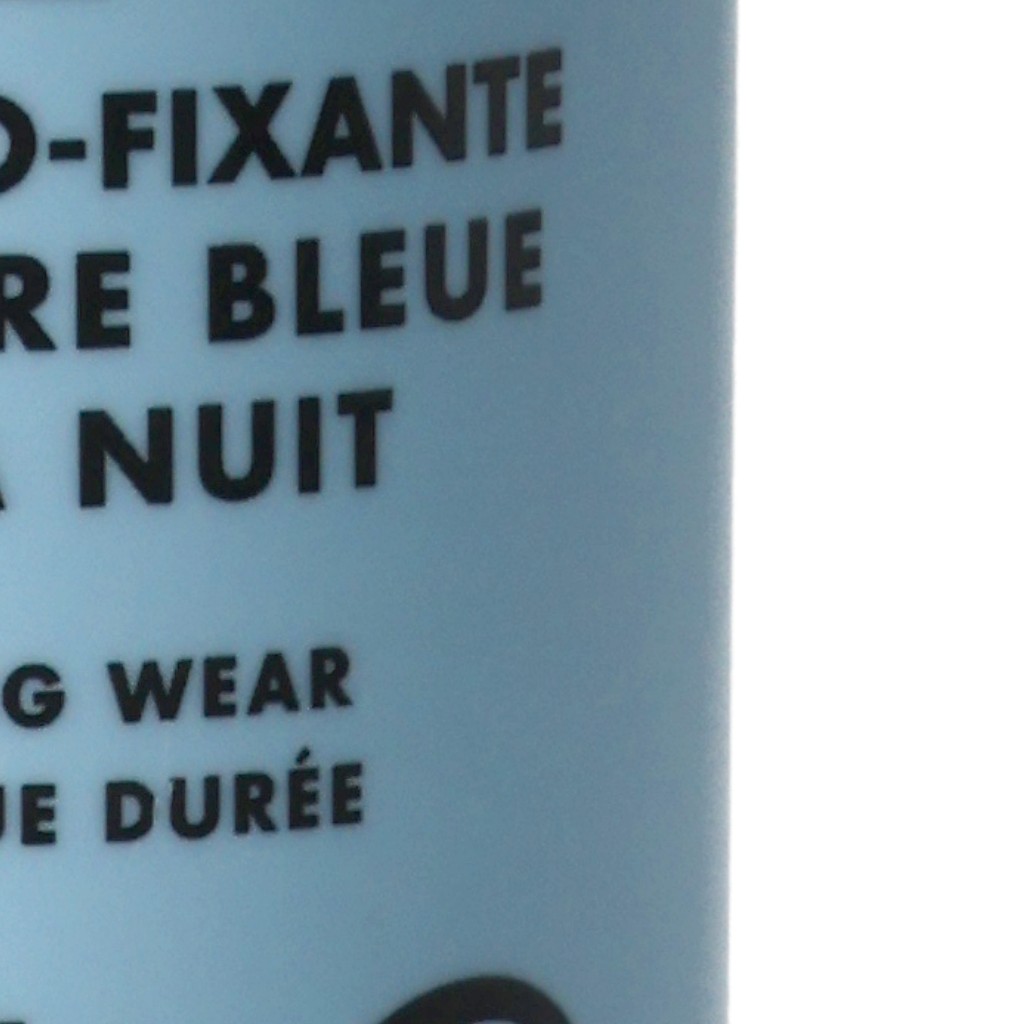 O-FIXANTE
RE BLEUE
NUIT
G WEAR
UE DURÉE